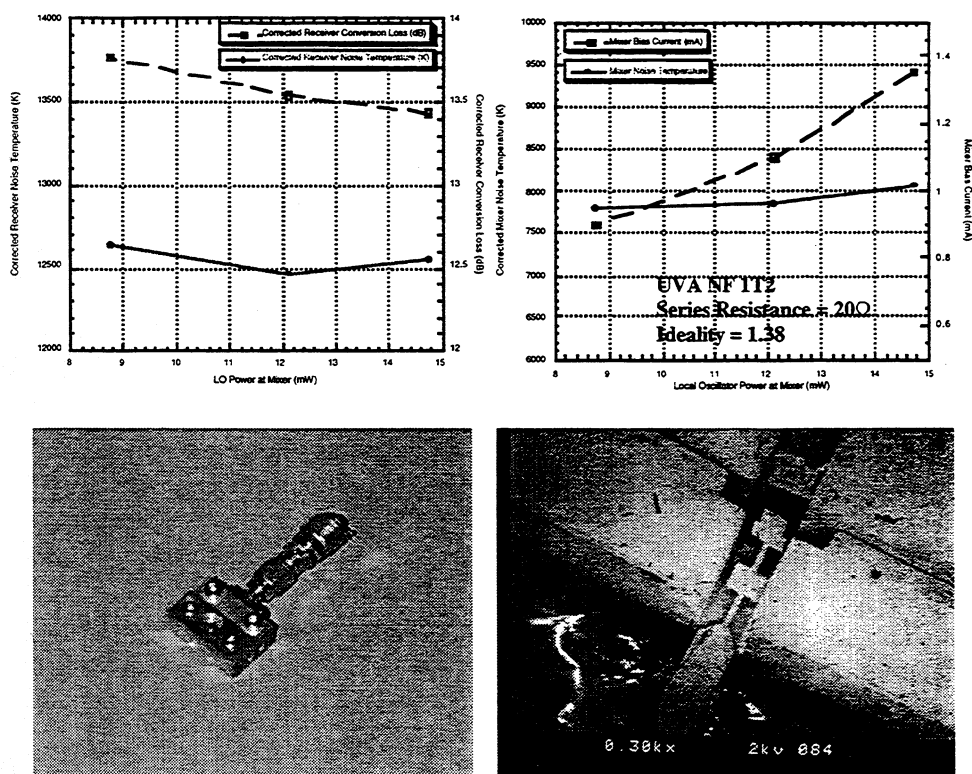 14000
13500
13000
12500
12000
Corrected Receiver Noise Temperature (K)
Corrected Receiver Conversion Loss (dB)
Corrected Receiver Noise Temperature (K)
14
13.5
13
12.5
12
Corrected Receiver Conversion Loss (dB)
8 9 10 11 12 13 14 15
LO Power at Mixer (mW)
10000
9500
9000
8500
8000
7500
7000
6500
6000
Corrected Mixer Noise Temperature (K)
Mixer Bias Current (mA)
Mixer Noise Temperature
1.4
1.2
1
0.8
0.6
Mixer Bias Current (mA)
UVA NF 1T2
Series Resistance = 20Ω
Ideality = 1.38
8 9 10 11 12 13 14 15
Local Oscillator Power at Mixer (mW)
0.30kx 2kv 084